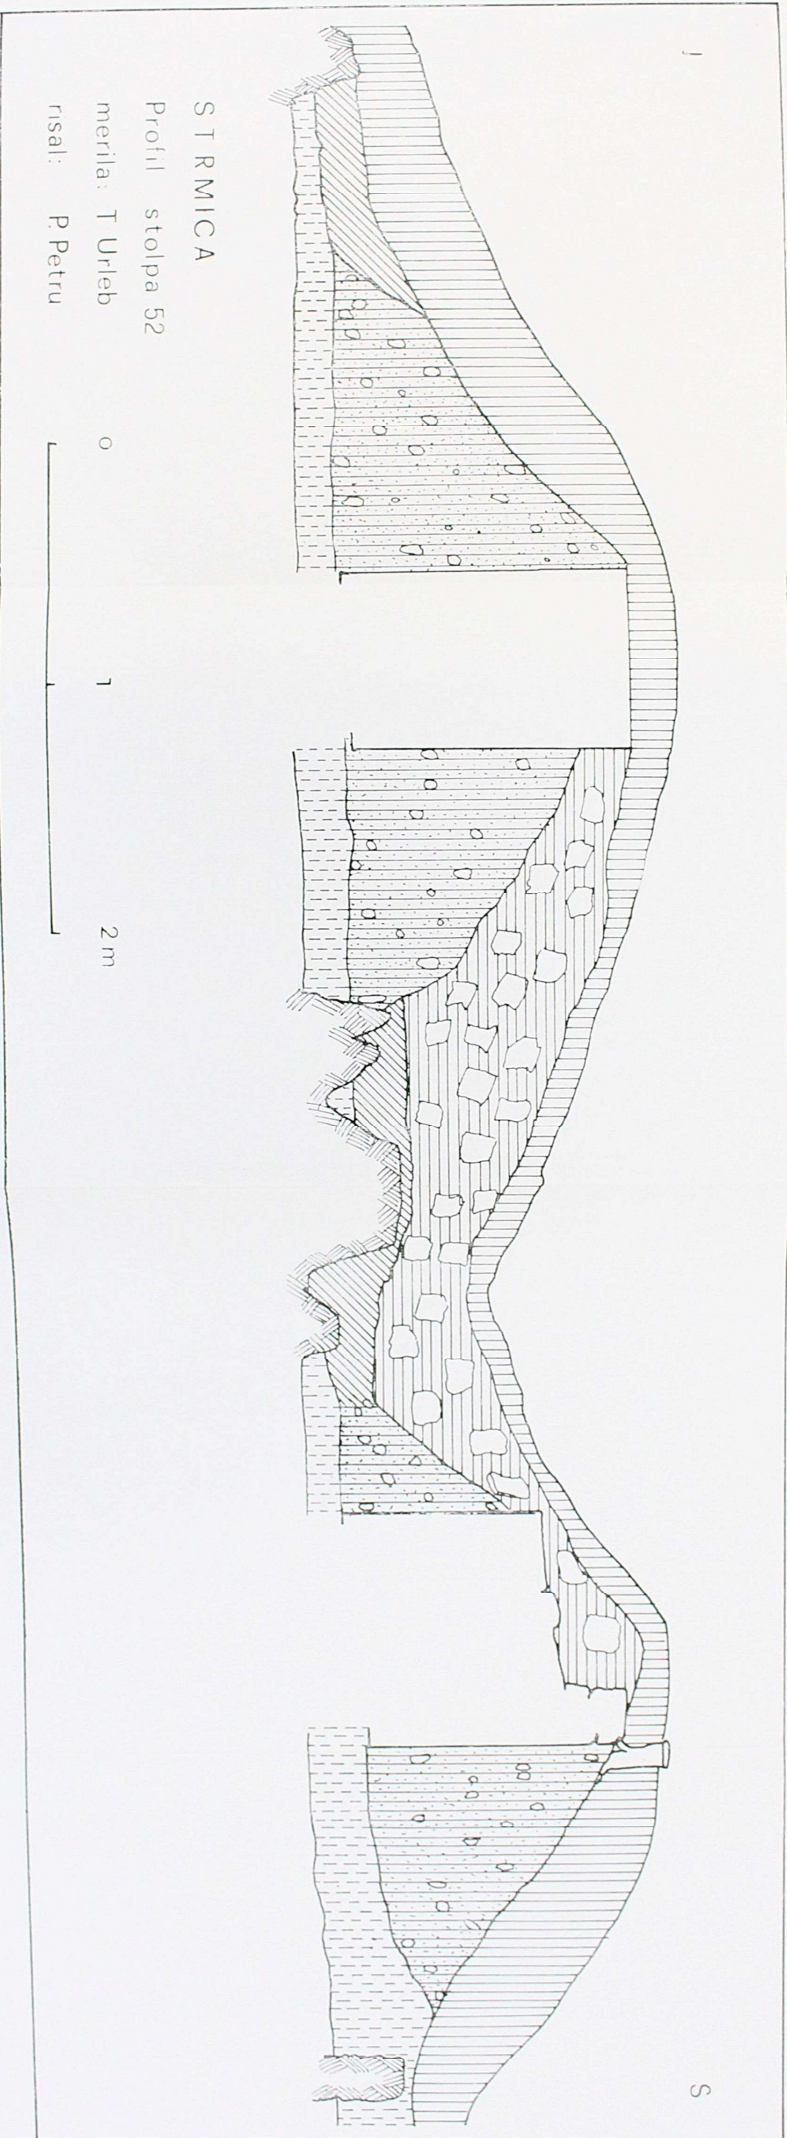 J
S
STRMICA
Profil stolpa 52
merila: T Urleb
risal: P. Petru
0 1 2 m